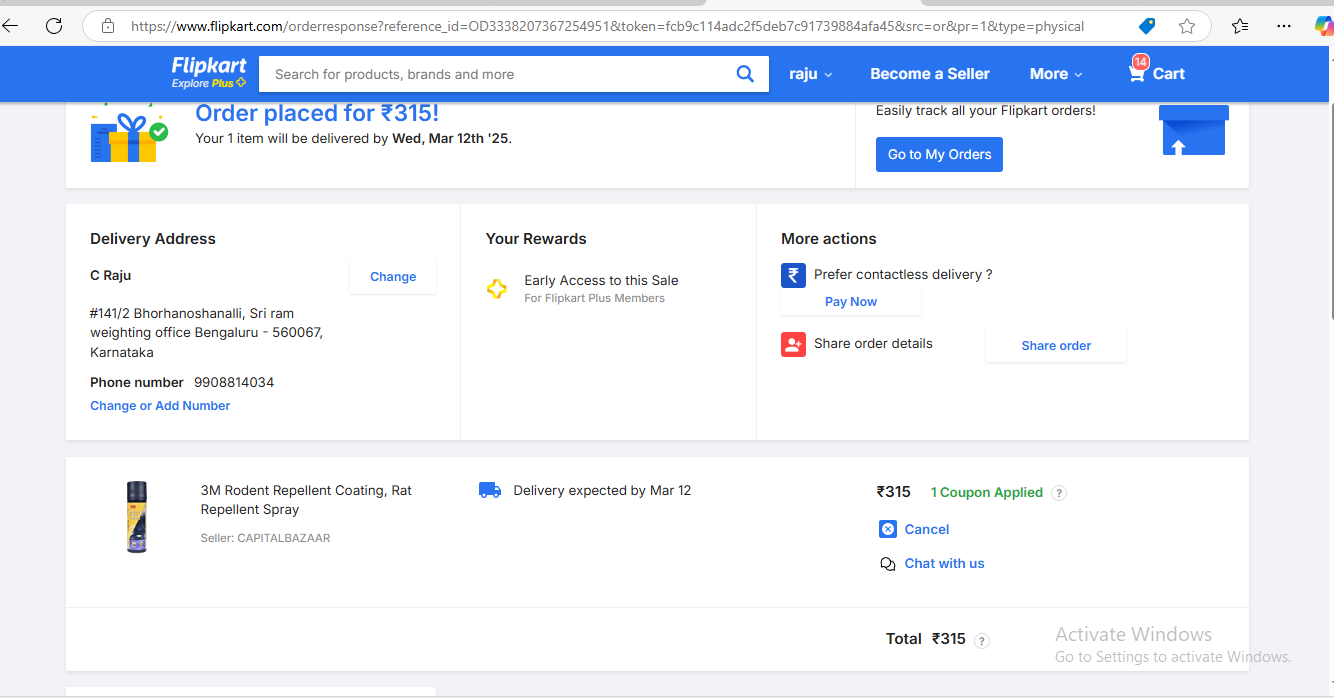 https://www.flipkart.com/orderresponse?reference_id=OD3338207367254951&token=fcb9c114adc2f5deb7c91739884afa45&src=or&pr=1&type=physical
Flipkart
Explore Plus
Search for products, brands and more
raju
Become a Seller
More
14
Cart
Order placed for ₹315!
Your 1 item will be delivered by Wed, Mar 12th '25.
Easily track all your Flipkart orders!
Go to My Orders
Delivery Address
C Raju
Change
#141/2 Bhorhanoshanalli, Sri ram
weighting office Bengaluru - 560067,
Karnataka
Phone number 9908814034
Change or Add Number
Your Rewards
Early Access to this Sale
For Flipkart Plus Members
More actions
₹
Prefer contactless delivery ?
Pay Now
Share order details
Share order
3M Rodent Repellent Coating, Rat
Repellent Spray
Seller: CAPITALBAZAAR
Delivery expected by Mar 12
₹315 1 Coupon Applied ?
Cancel
Chat with us
Total ₹315 ?
Activate Windows
Go to Settings to activate Windows.